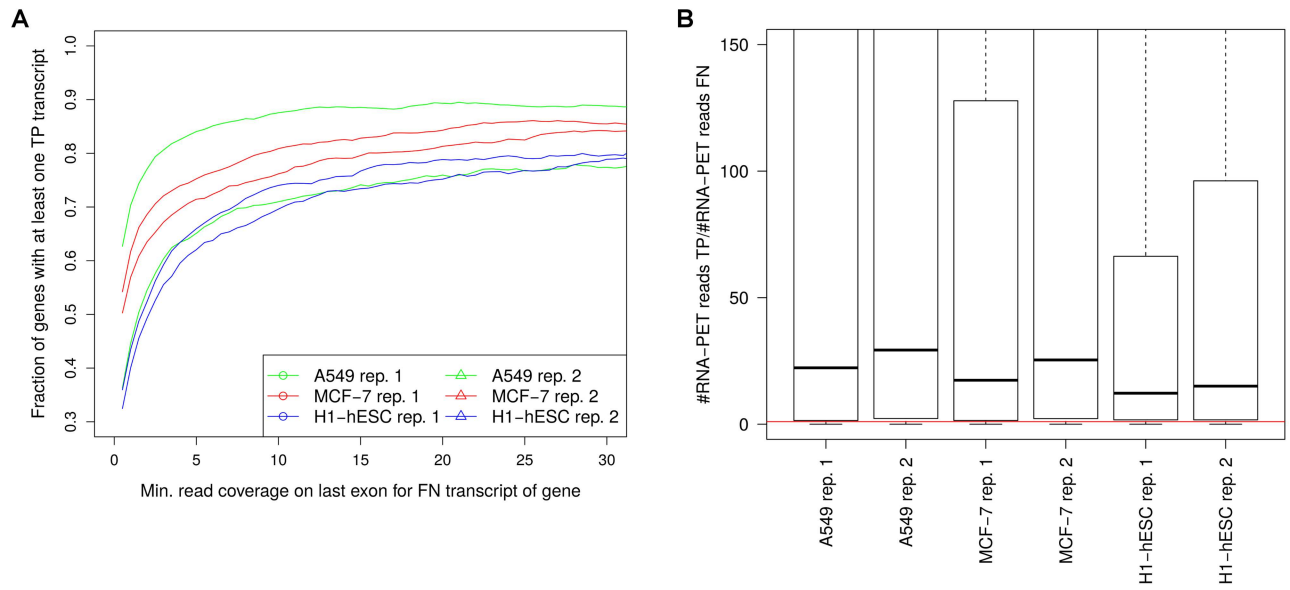 A
Fraction of genes with at least one TP transcript
1.0
0.9
0.8
0.7
0.6
0.5
0.4
0.3
A549 rep. 1
A549 rep. 2
MCF−7 rep. 1
MCF−7 rep. 2
H1−hESC rep. 1
H1−hESC rep. 2
0 5 10 15 20 25 30
Min. read coverage on last exon for FN transcript of gene
B
#RNA−PET reads TP/#RNA−PET reads FN
150
100
50
0
A549 rep. 1
A549 rep. 2
MCF−7 rep. 1
MCF−7 rep. 2
H1−hESC rep. 1
H1−hESC rep. 2